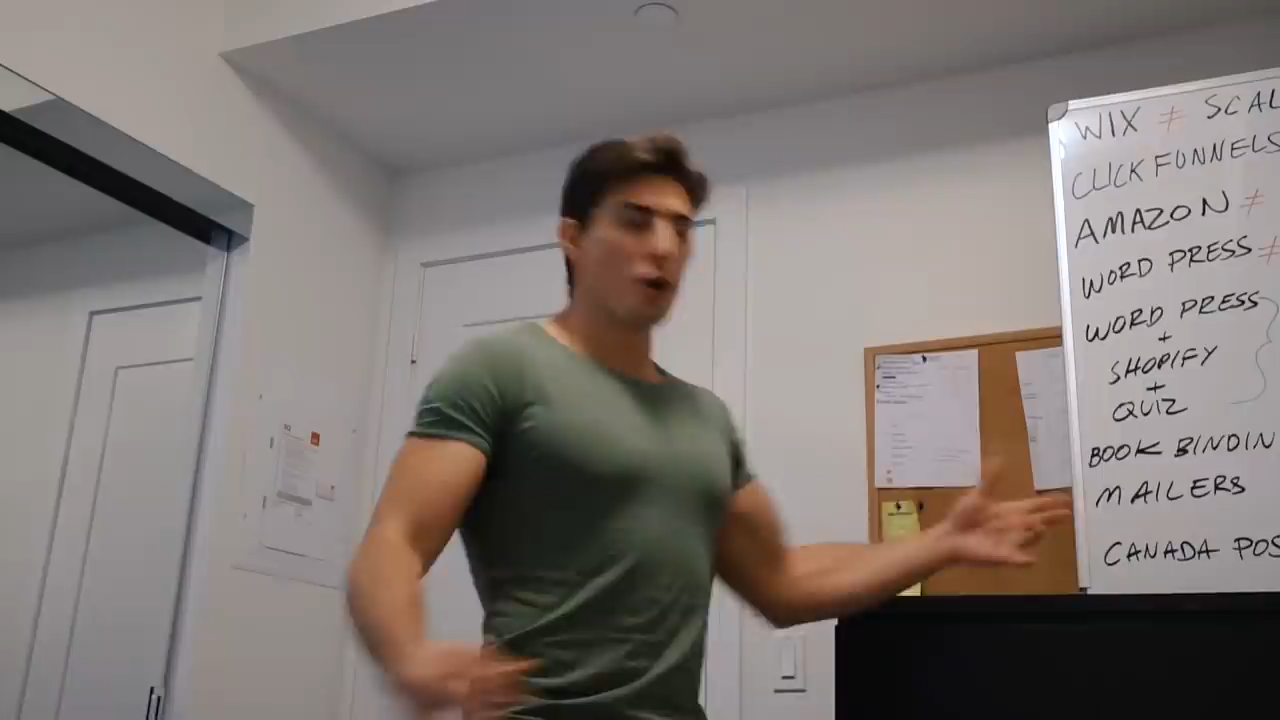 WIX ≠ SCAL
CLICK FUNNELS
AMAZON ≠
WORD PRESS ≠
WORD PRESS
+
SHOPIFY
+
QUIZ
BOOK BINDIN
MAILERS
CANADA POS